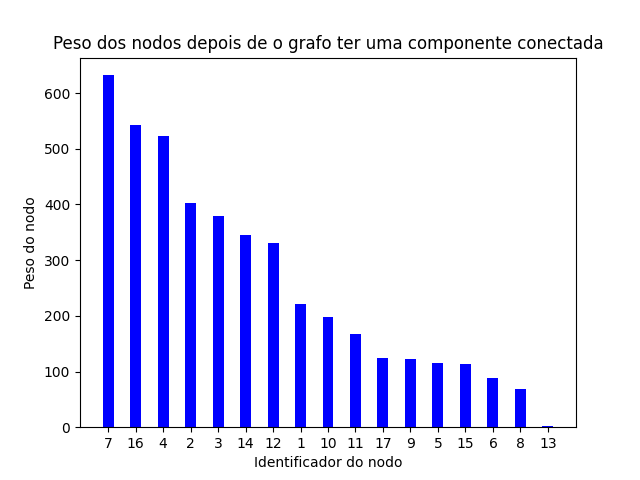 Peso dos nodos depois de o grafo ter uma componente conectada
600
500
400
300
200
100
0
Peso do nodo
7 16 4 2 3 14 12 1 10 11 17 9 5 15 6 8 13
Identificador do nodo